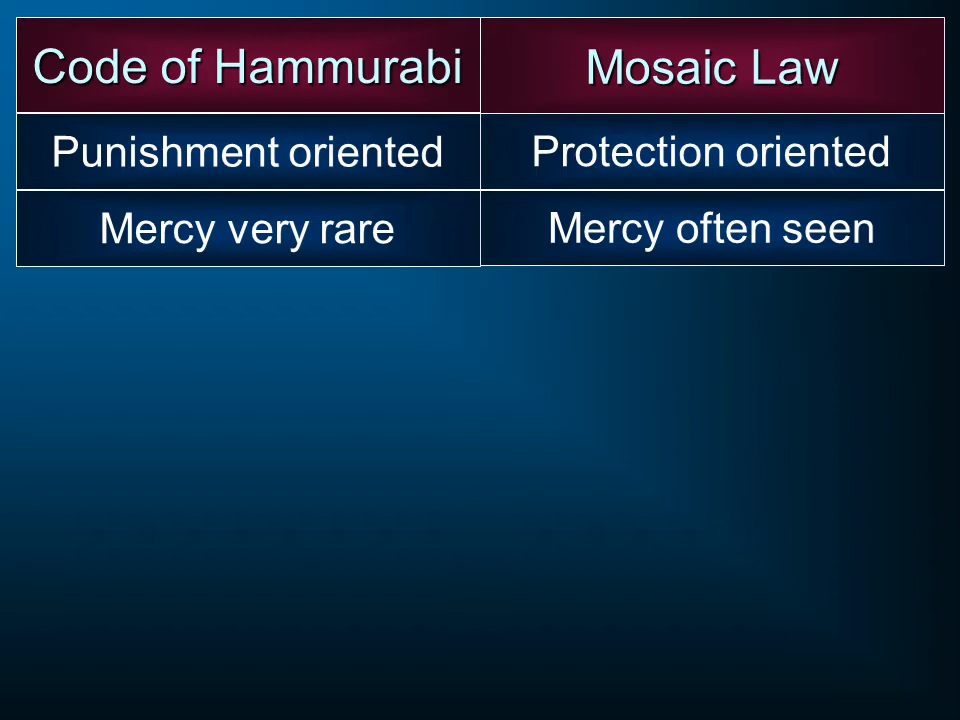 Code of Hammurabi
Mosaic Law
Punishment oriented
Protection oriented
Mercy very rare
Mercy often seen